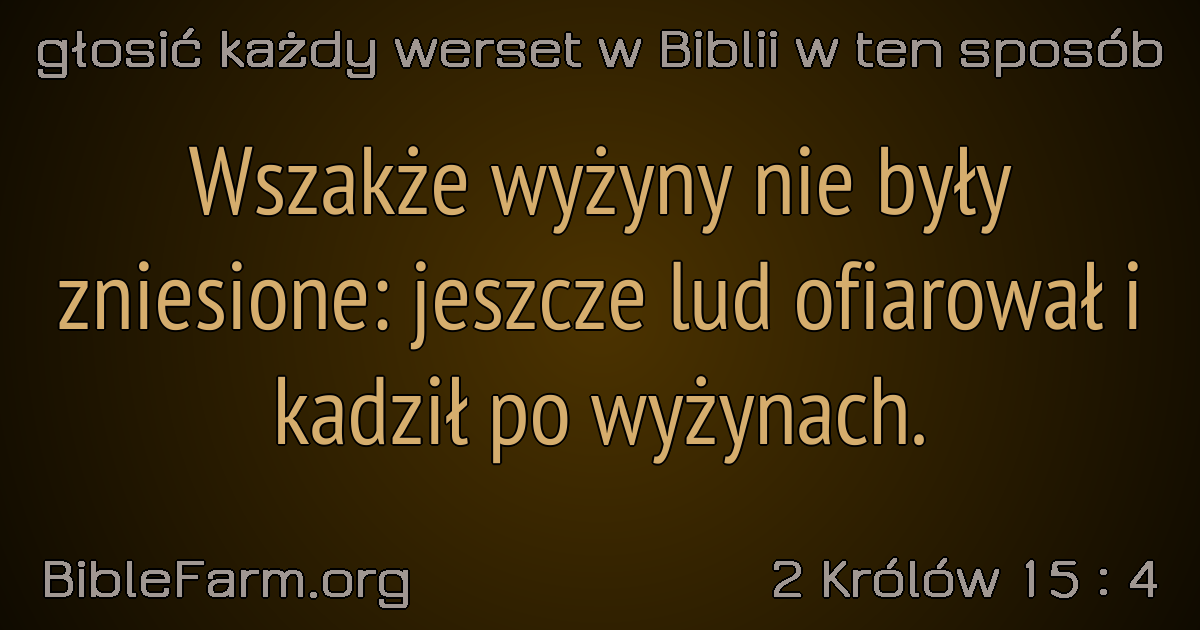 głosić każdy werset w Biblii w ten sposób
Wszakże wyżyny nie były
zniesione: jeszcze lud ofiarował i
kadził po wyżynach.
BibleFarm.org
2 Królów 15 : 4